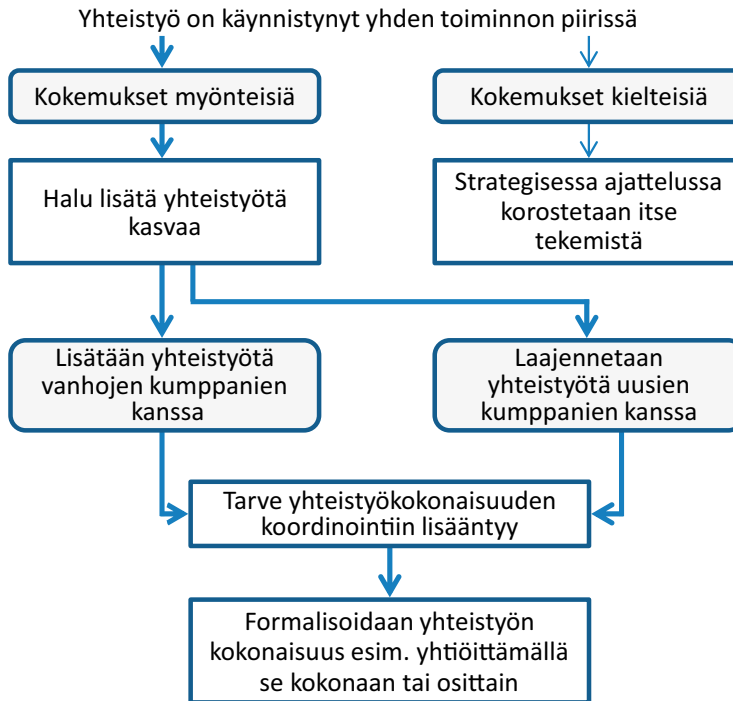 Yhteistyö on käynnistynyt yhden toiminnon piirissä
Kokemukset myönteisiä
Kokemukset kielteisiä
Halu lisätä yhteistyötä
kasvaa
Strategisessa ajattelussa
korostetaan itse
tekemistä
Lisätään yhteistyötä
vanhojen kumppanien
kanssa
Laajennetaan
yhteistyötä uusien
kumppanien kanssa
Tarve yhteistyökokonaisuuden
koordinointiin lisääntyy
Formalisoidaan yhteistyön
kokonaisuus esim. yhtiöittämällä
se kokonaan tai osittain